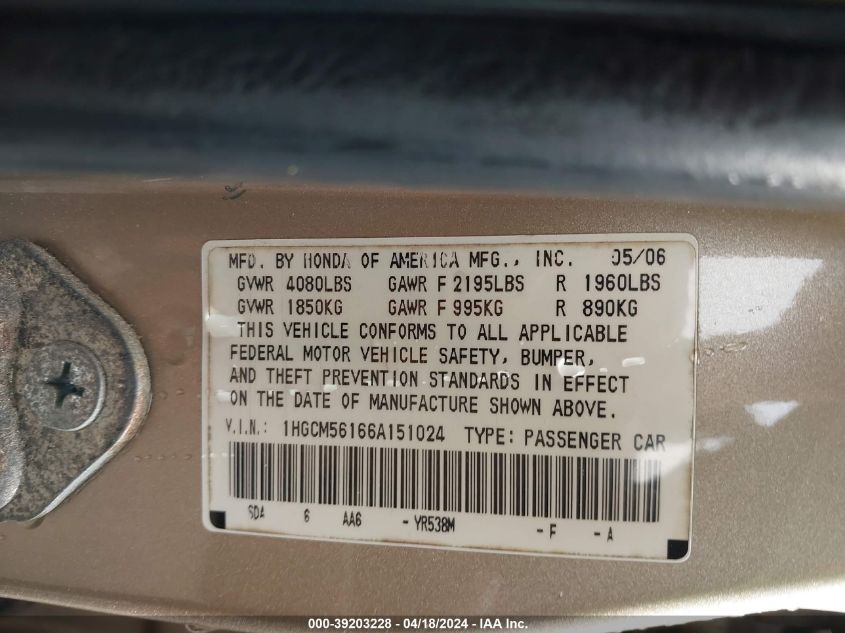 MFD. BY HONDA OF AMERICA MFG., INC. 05/06
GVWR 4080LBS GAWR F 2195LBS R 1960LBS
GVWR 1850KG GAWR F 995KG R 890KG
THIS VEHICLE CONFORMS TO ALL APPLICABLE
FEDERAL MOTOR VEHICLE SAFETY, BUMPER,
AND THEFT PREVENTION STANDARDS IN EFFECT
ON THE DATE OF MANUFACTURE SHOWN ABOVE.
V.I.N.: 1HGCM56166A151024 TYPE: PASSENGER CAR
SDA 6 AA6 - YR538M - F - A
000-39203228 - 04/18/2024 - IAA Inc.